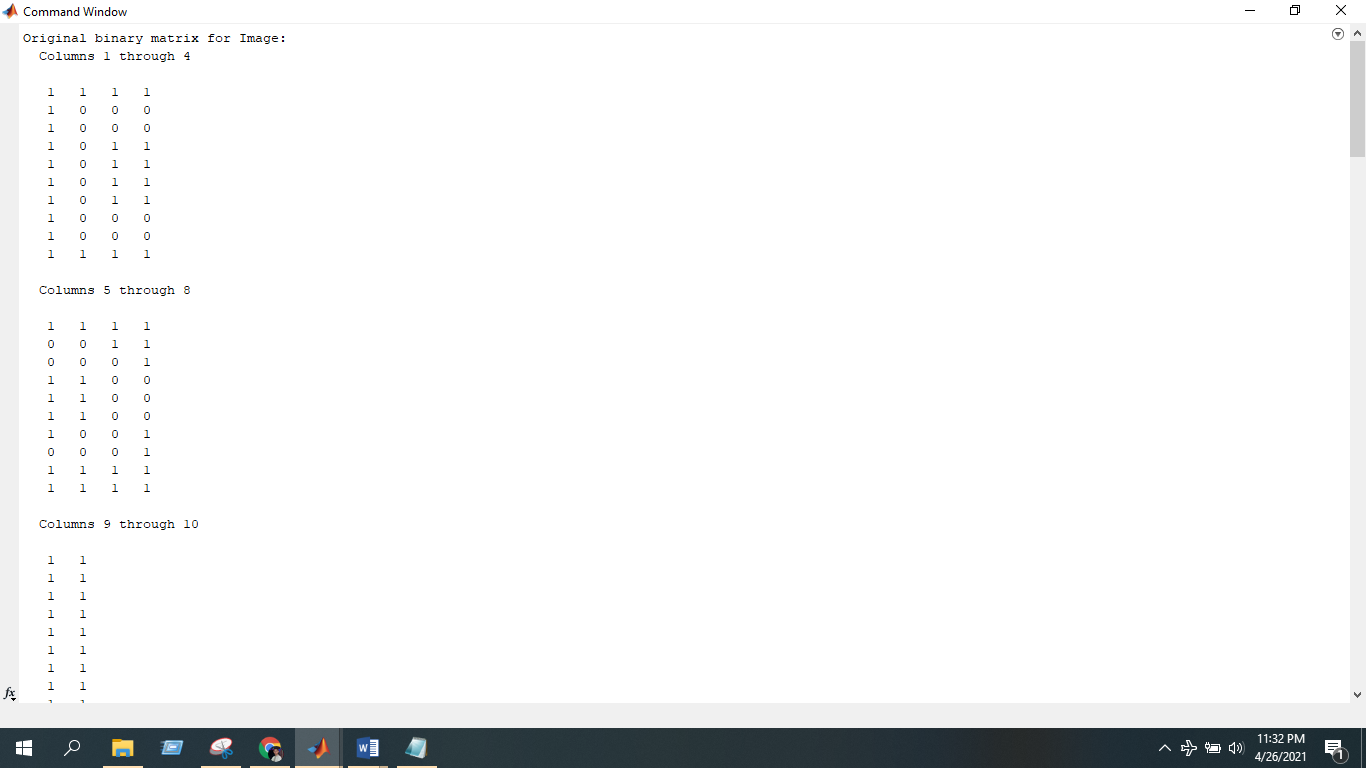 Command Window
Original binary matrix for Image:
Columns 1 through 4
1 1 1 1
1 0 0 0
1 0 0 0
1 0 1 1
1 0 1 1
1 0 1 1
1 0 1 1
1 0 0 0
1 0 0 0
1 1 1 1
Columns 5 through 8
1 1 1 1
0 0 1 1
0 0 0 1
1 1 0 0
1 1 0 0
1 1 0 0
1 0 0 1
0 0 0 1
1 1 1 1
1 1 1 1
Columns 9 through 10
1 1
1 1
1 1
1 1
1 1
1 1
1 1
1 1
1 1
fx
11:32 PM
4/26/2021
1